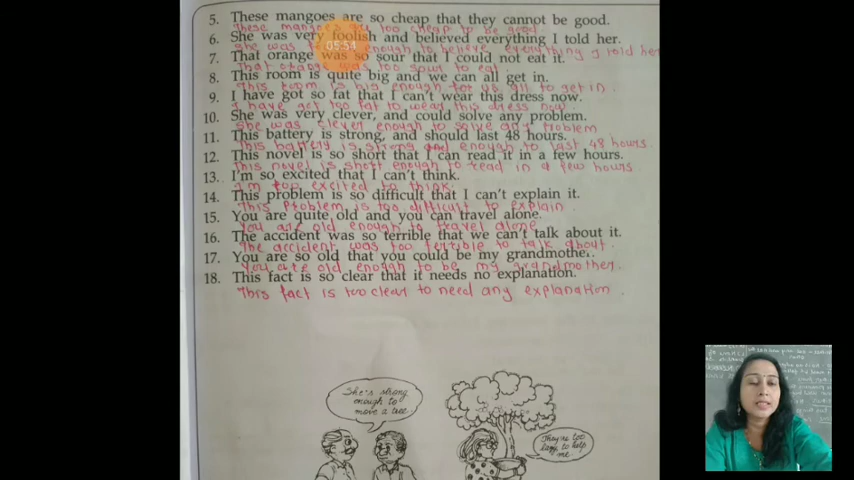 5. These mangoes are so cheap that they cannot be good.
These mangoes are too cheap to be good.
6. She was very foolish and believed everything I told her.
She was enough to believe everything I told her
05:54
7. That orange was so sour that I could not eat it.
That orange was too sour to eat
8. This room is quite big and we can all get in.
This room is big enough for us all to get in.
9. I have got so fat that I can't wear this dress now.
I have got too fat to wear this dress now.
10. She was very clever, and could solve any problem.
She was clever enough to solve any problem
11. This battery is strong, and should last 48 hours.
This battery is strong enough to last 48 hours.
12. This novel is so short that I can read it in a few hours.
This novel is short enough to read in a few hours
13. I'm so excited that I can't think.
I'm too excited to think.
14. This problem is so difficult that I can't explain it.
This problem is too difficult to explain.
15. You are quite old and you can travel alone.
You are old enough to travel alone.
16. The accident was so terrible that we can't talk about it.
The accident was too terrible to talk about.
17. You are so old that you could be my grandmother.
You are old enough to be my grandmother.
18. This fact is so clear that it needs no explanation.
This fact is too clear to need any explanation.
She's strong
enough to
move a tree.
They're too
lazy to help
me